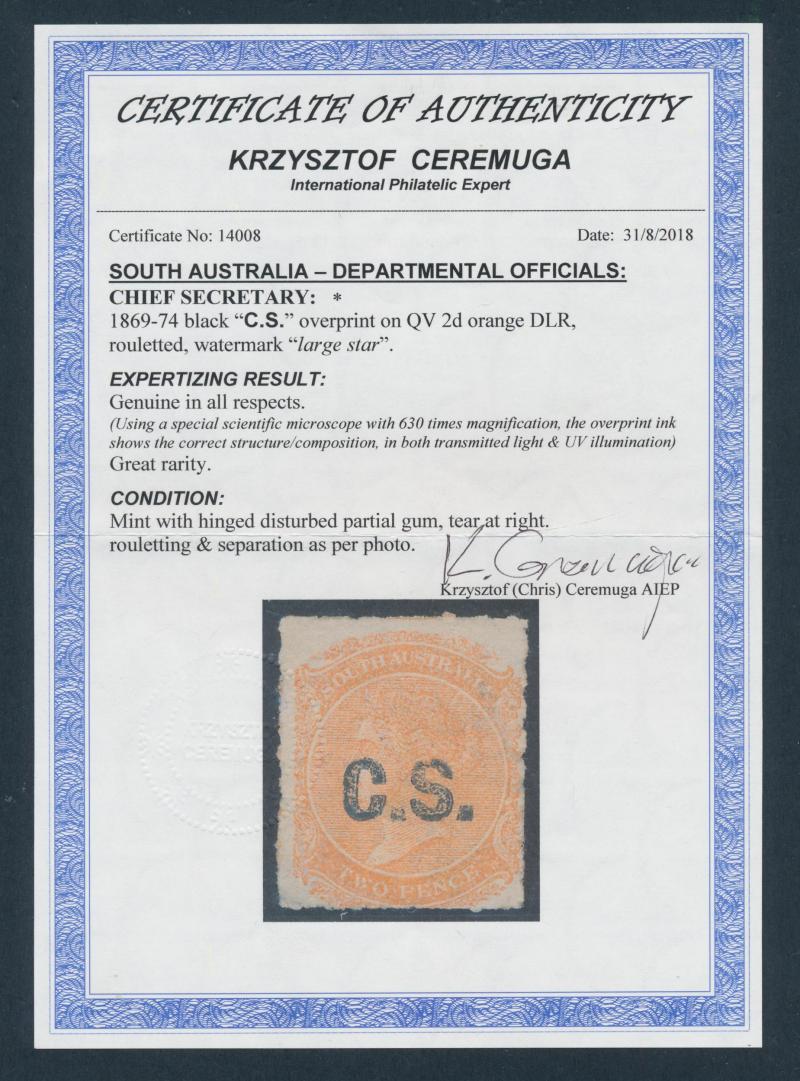 CERTIFICATE OF AUTHENTICITY
KRZYSZTOF CEREMUGA
International Philatelic Expert
Certificate No: 14008 Date: 31/8/2018
SOUTH AUSTRALIA – DEPARTMENTAL OFFICIALS:
CHIEF SECRETARY: *
1869-74 black “C.S.” overprint on QV 2d orange DLR,
rouletted, watermark “large star”.
EXPERTIZING RESULT:
Genuine in all respects.
(Using a special scientific microscope with 630 times magnification, the overprint ink
shows the correct structure/composition, in both transmitted light & UV illumination)
Great rarity.
CONDITION:
Mint with hinged disturbed partial gum, tear at right.
rouletting & separation as per photo.
K. Ceremuga
Krzysztof (Chris) Ceremuga AIEP
SOUTH AUSTRALIA
C.S.
TWO PENCE
KRZYSZTOF
CEREMUGA